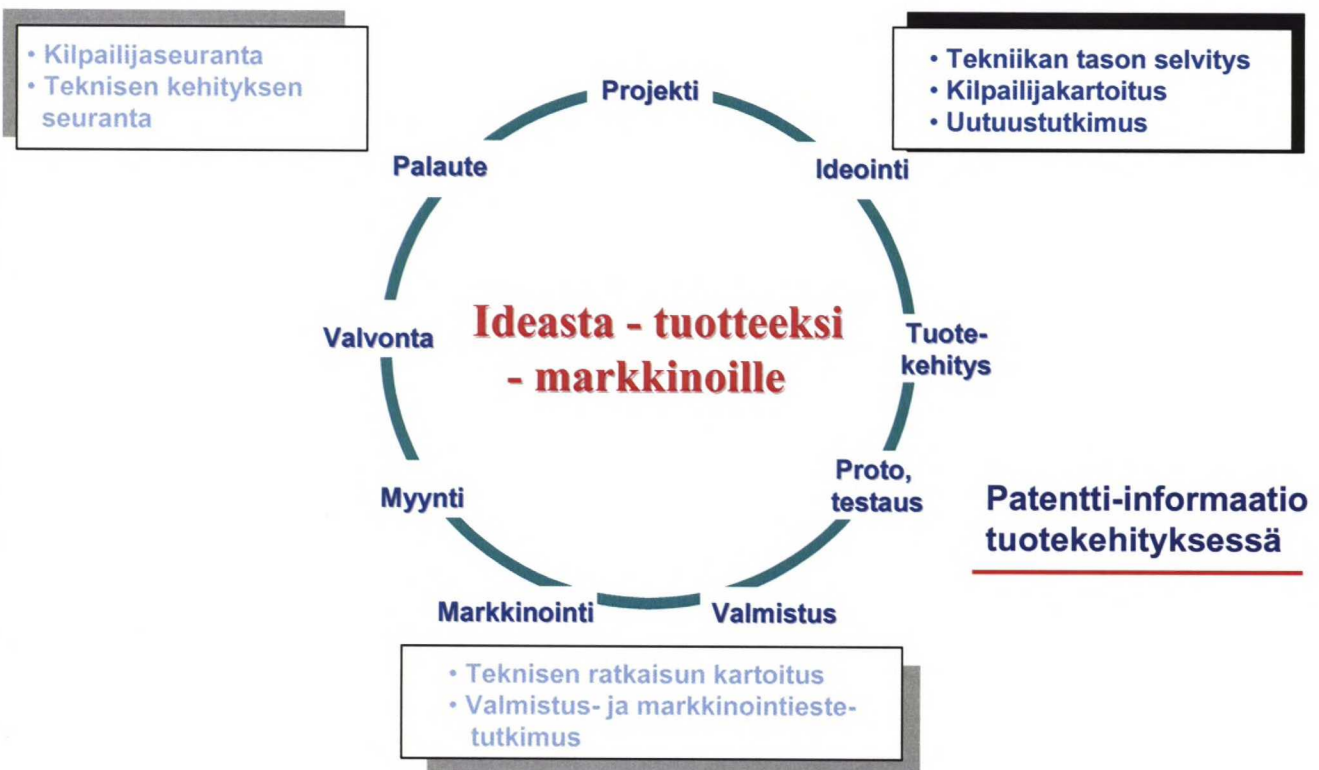 • Kilpailijaseuranta
• Teknisen kehityksen
seuranta
• Tekniikan tason selvitys
• Kilpailijakartoitus
• Uutuustutkimus
Projekti
Ideointi
Tuote-
kehitys
Proto,
testaus
Valmistus
Markkinointi
Myynti
Valvonta
Palaute
Ideasta - tuotteeksi
- markkinoille
Patentti-informaatio
tuotekehityksessä
• Teknisen ratkaisun kartoitus
• Valmistus- ja markkinointieste-
tutkimus